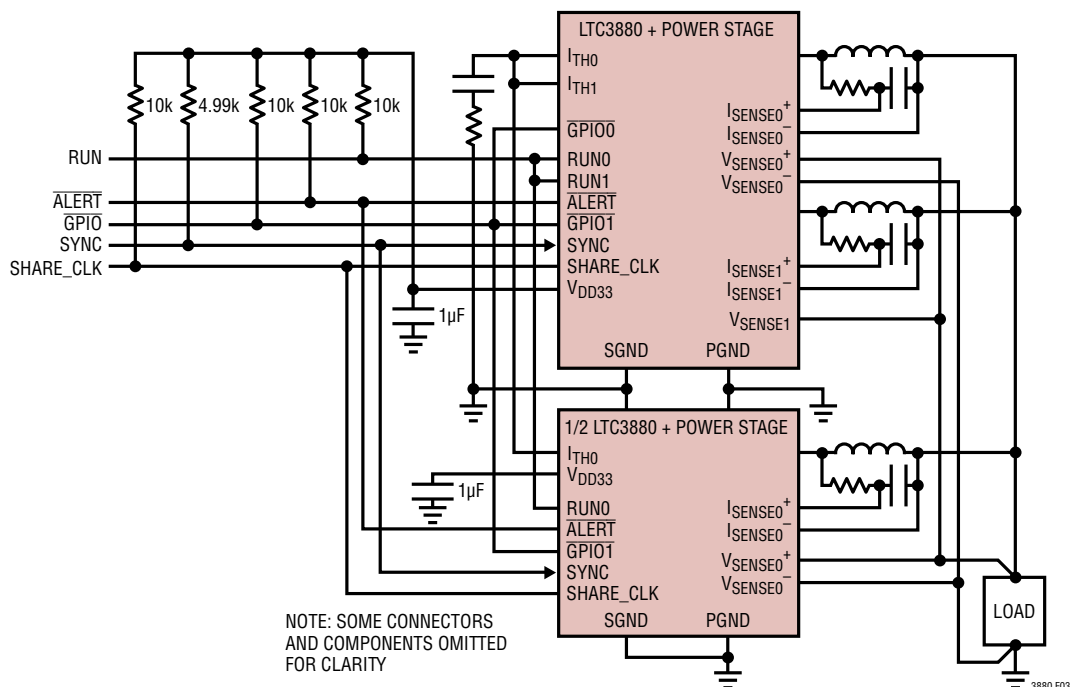 LTC3880 + POWER STAGE
10k
4.99k
10k
10k
10k
RUN
ALERT
GPIO
SYNC
SHARE_CLK
1µF
ITH0
ITH1
GPIO0
RUN0
RUN1
ALERT
GPIO1
SYNC
SHARE_CLK
VDD33
ISENSE0+
ISENSE0–
VSENSE0+
VSENSE0–
ISENSE1+
ISENSE1–
VSENSE1
SGND
PGND
1/2 LTC3880 + POWER STAGE
1µF
ITH0
VDD33
RUN0
ALERT
GPIO1
SYNC
SHARE_CLK
ISENSE0+
ISENSE0–
VSENSE0+
VSENSE0–
SGND
PGND
LOAD
NOTE: SOME CONNECTORS
AND COMPONENTS OMITTED
FOR CLARITY
3880 F03